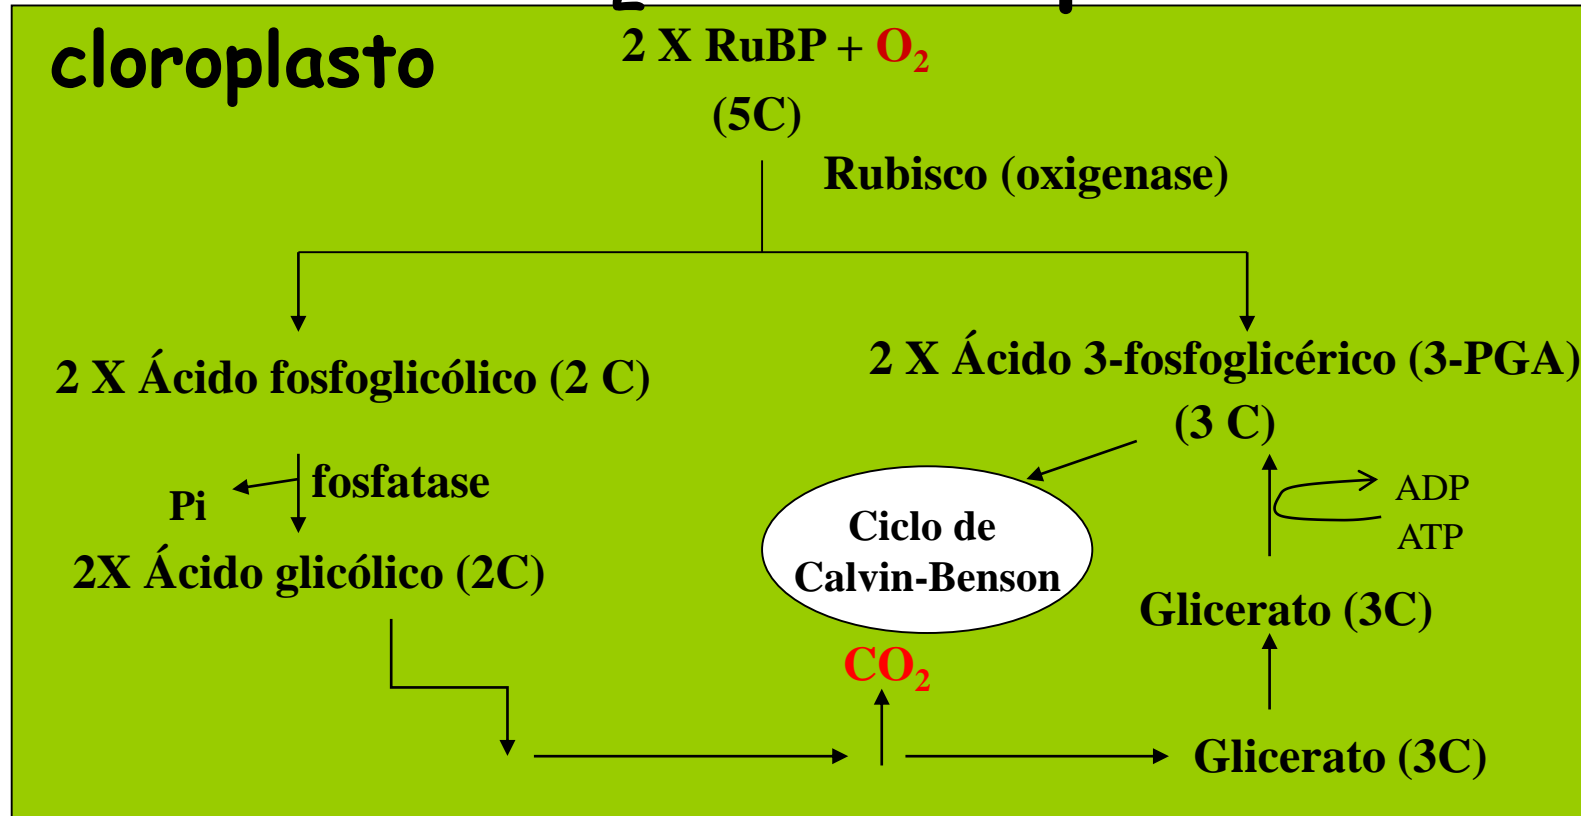 cloroplasto
2 X RuBP + O₂
(5C)
Rubisco (oxigenase)
2 X Ácido fosfoglicólico (2 C)
2 X Ácido 3-fosfoglicérico (3-PGA)
(3 C)
Pi
fosfatase
ADP
ATP
2X Ácido glicólico (2C)
Ciclo de
Calvin-Benson
Glicerato (3C)
CO₂
Glicerato (3C)